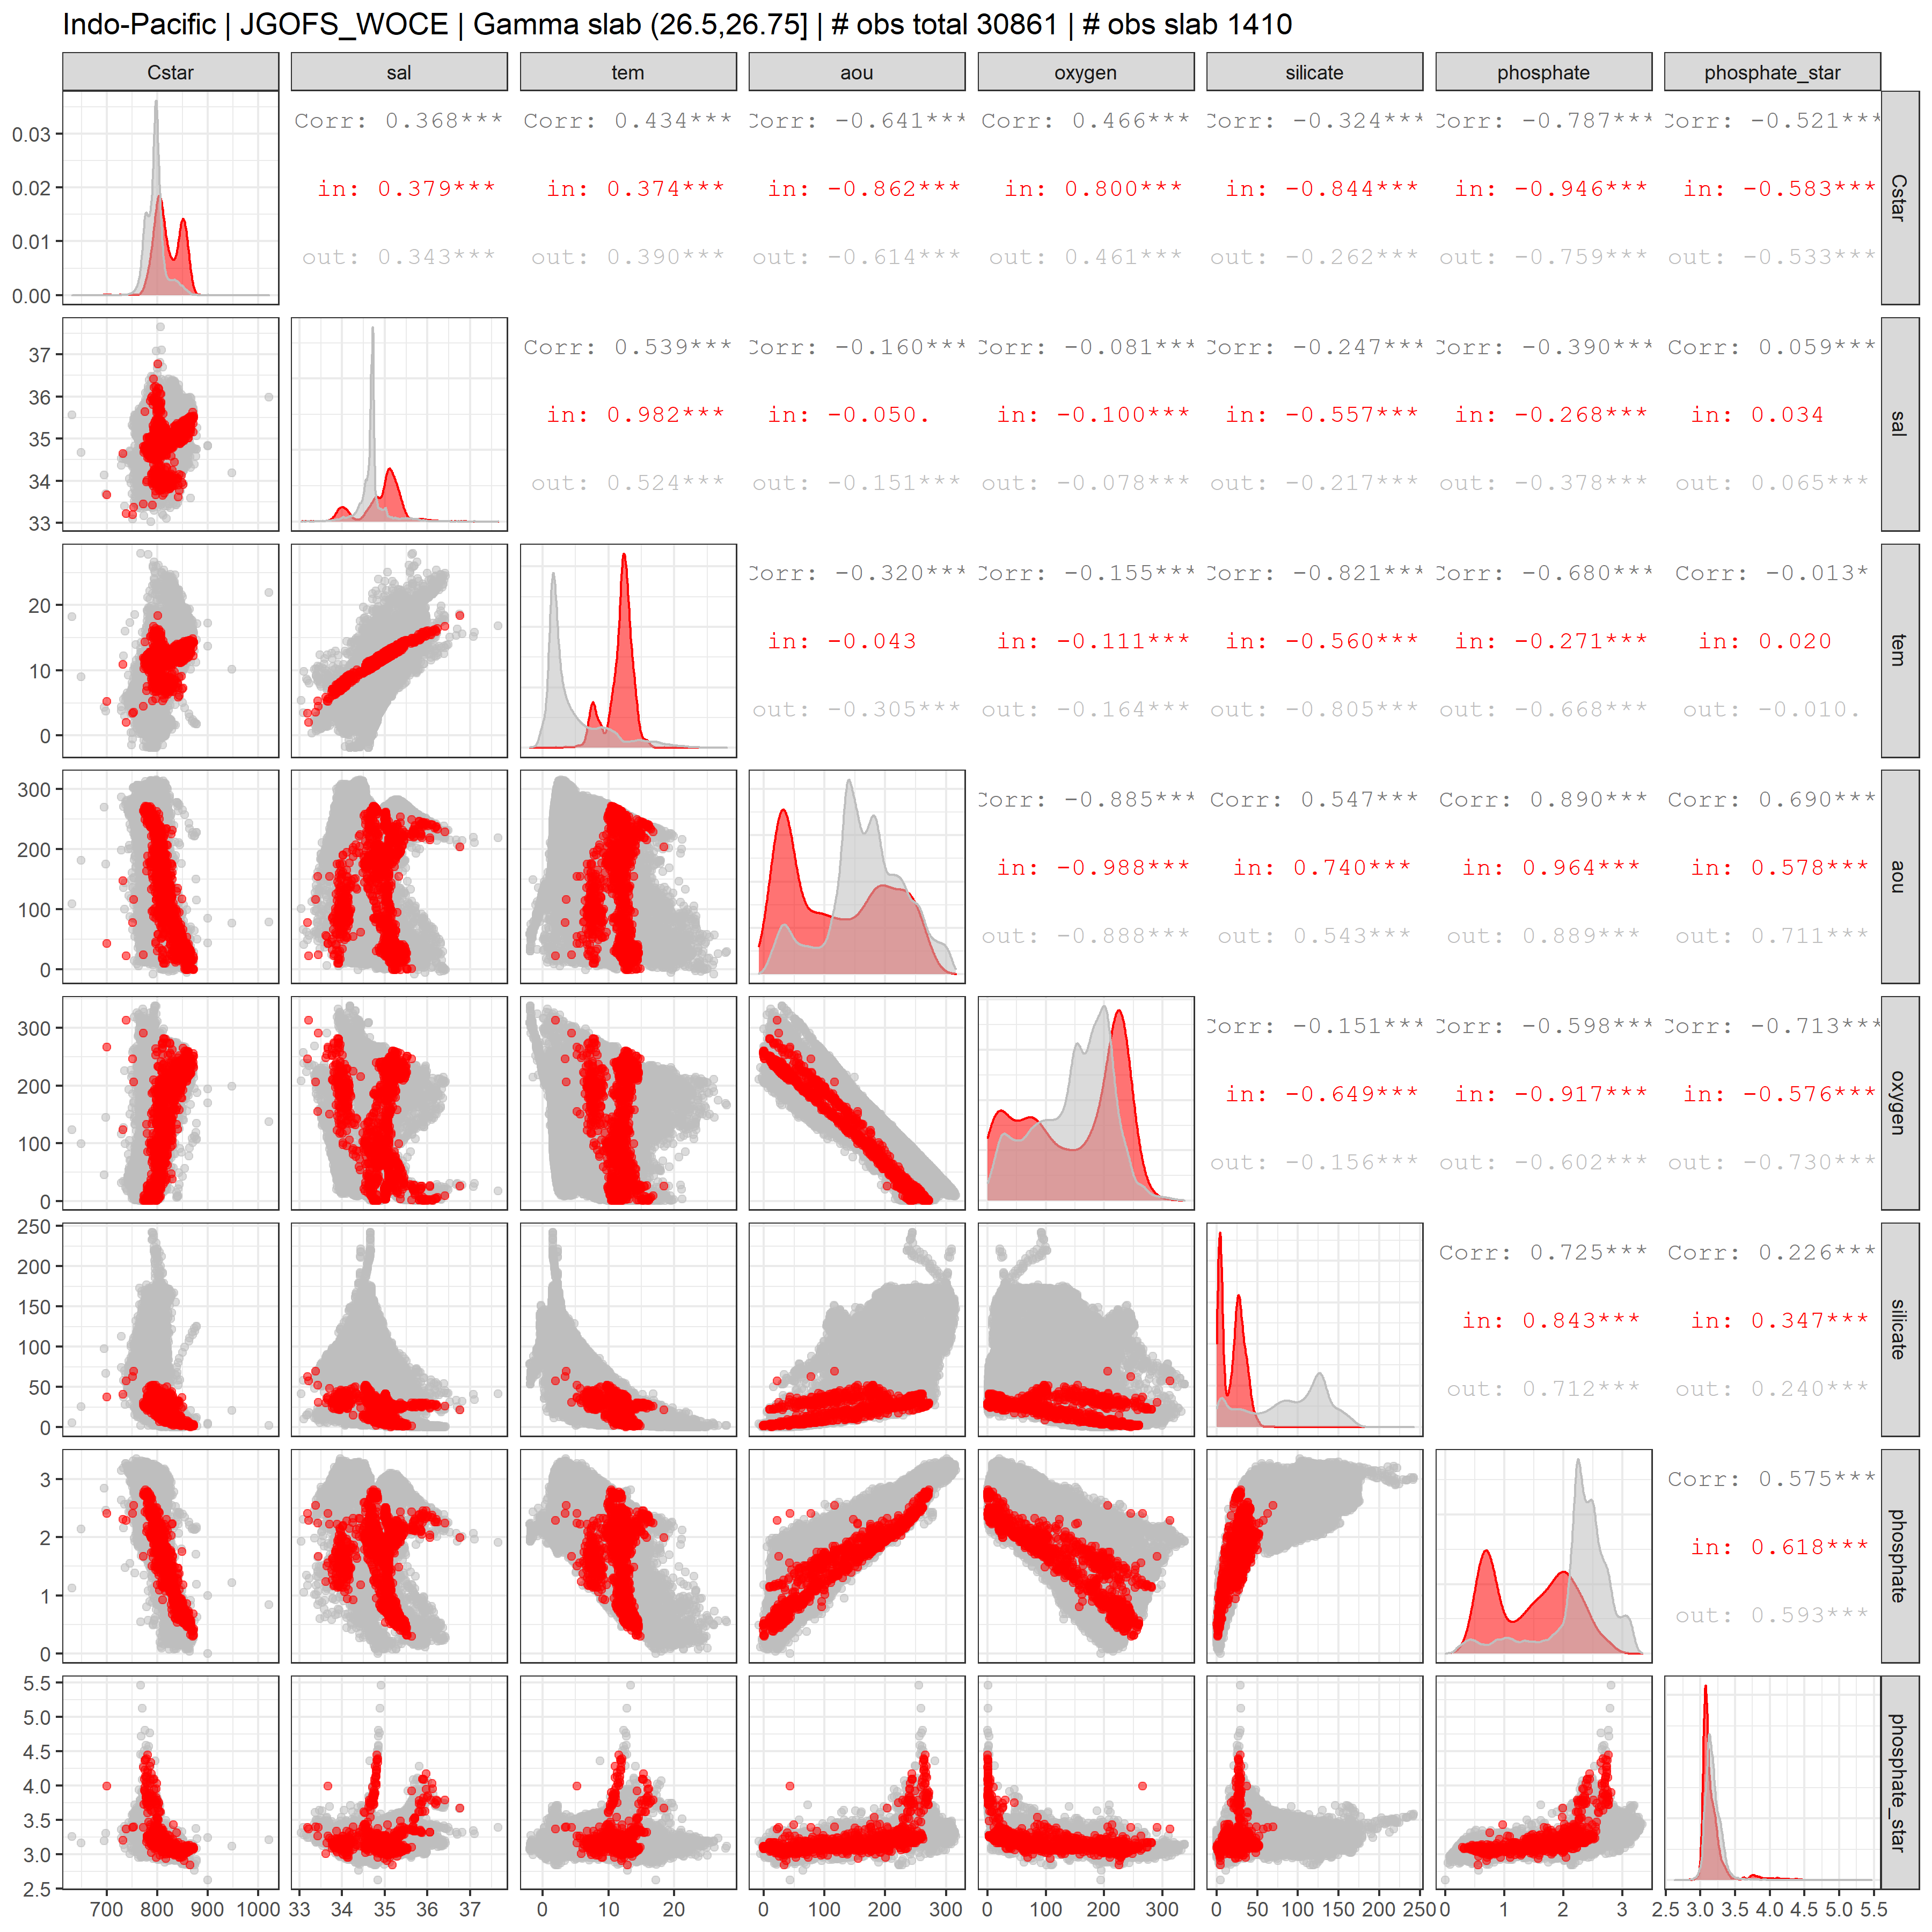 Indo-Pacific | JGOFS_WOCE | Gamma slab (26.5,26.75] | # obs total 30861 | # obs slab 1410
Cstar sal tem aou oxygen silicate phosphate phosphate_star
Corr: 0.368*** Corr: 0.434*** Corr: -0.641*** Corr: 0.466*** Corr: -0.324*** Corr: -0.787*** Corr: -0.521***
in: 0.379*** in: 0.374*** in: -0.862*** in: 0.800*** in: -0.844*** in: -0.946*** in: -0.583***
out: 0.343*** out: 0.390*** out: -0.614*** out: 0.461*** out: -0.262*** out: -0.759*** out: -0.533***
0.03
0.02
0.01
0.00
Cstar
Corr: 0.539*** Corr: -0.160*** Corr: -0.081*** Corr: -0.247*** Corr: -0.390*** Corr: 0.059***
in: 0.982*** in: -0.050. in: -0.100*** in: -0.557*** in: -0.268*** in: 0.034
out: 0.524*** out: -0.151*** out: -0.078*** out: -0.217*** out: -0.378*** out: 0.065***
37
36
35
34
33
sal
Corr: -0.320*** Corr: -0.155*** Corr: -0.821*** Corr: -0.680*** Corr: -0.013*
in: -0.043 in: -0.111*** in: -0.560*** in: -0.271*** in: 0.020
out: -0.305*** out: -0.164*** out: -0.805*** out: -0.668*** out: -0.010.
20
10
0
tem
Corr: -0.885*** Corr: 0.547*** Corr: 0.890*** Corr: 0.690***
in: -0.988*** in: 0.740*** in: 0.964*** in: 0.578***
out: -0.888*** out: 0.543*** out: 0.889*** out: 0.711***
300
200
100
0
aou
Corr: -0.151*** Corr: -0.598*** Corr: -0.713***
in: -0.649*** in: -0.917*** in: -0.576***
out: -0.156*** out: -0.602*** out: -0.730***
300
200
100
0
oxygen
Corr: 0.725*** Corr: 0.226***
in: 0.843*** in: 0.347***
out: 0.712*** out: 0.240***
250
200
150
100
50
0
silicate
Corr: 0.575***
in: 0.618***
out: 0.593***
3
2
1
0
phosphate
5.5
5.0
4.5
4.0
3.5
3.0
2.5
phosphate_star
700 800 900 1000 33 34 35 36 37 0 10 20 0 100 200 300 0 100 200 300 0 50 100 150 200 250 0 1 2 3 2.5 3.0 3.5 4.0 4.5 5.0 5.5